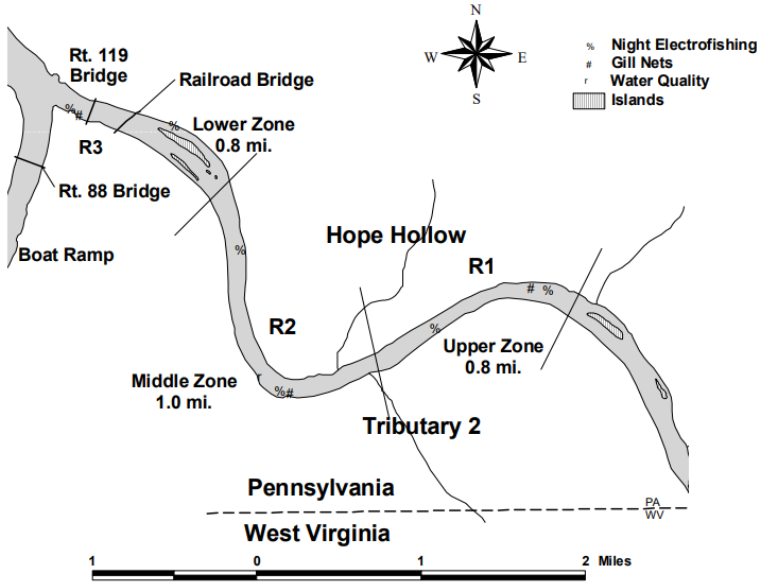 N
W
E
S
% Night Electrofishing
# Gill Nets
r Water Quality
Islands
Rt. 119
Bridge
Railroad Bridge
%#
%
Lower Zone
0.8 mi.
R3
Rt. 88 Bridge
Boat Ramp
%
Hope Hollow
R1
# %
R2
%
Upper Zone
0.8 mi.
Middle Zone
1.0 mi.
r
%#
Tributary 2
Pennsylvania
PA
WV
West Virginia
1 0 1 2 Miles